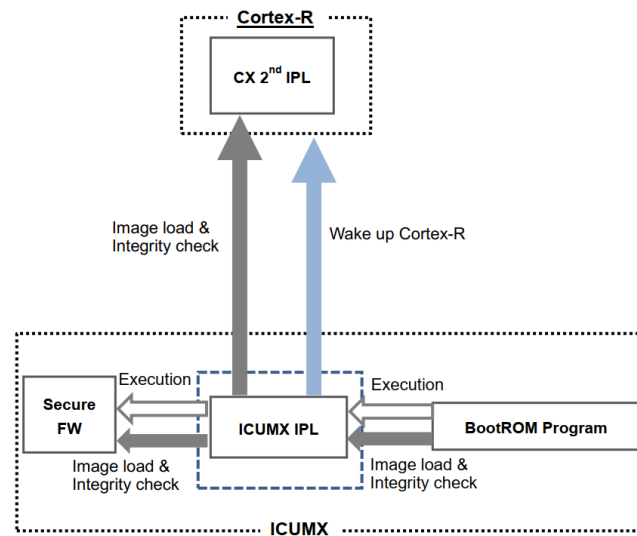 Cortex-R
CX 2nd IPL
Image load &
Integrity check
Wake up Cortex-R
Execution
Execution
Secure
FW
ICUMX IPL
BootROM Program
Image load &
Integrity check
Image load &
Integrity check
ICUMX